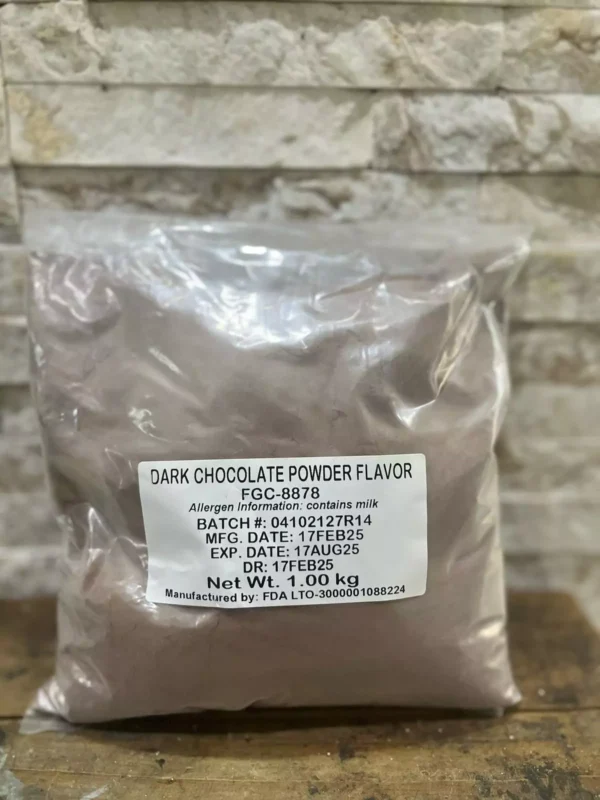 DARK CHOCOLATE POWDER FLAVOR
FGC-8878
Allergen Information: contains milk
BATCH #: 04102127R14
MFG. DATE: 17FEB25
EXP. DATE: 17AUG25
DR: 17FEB25
Net Wt. 1.00 kg
Manufactured by: FDA LTO-3000001088224